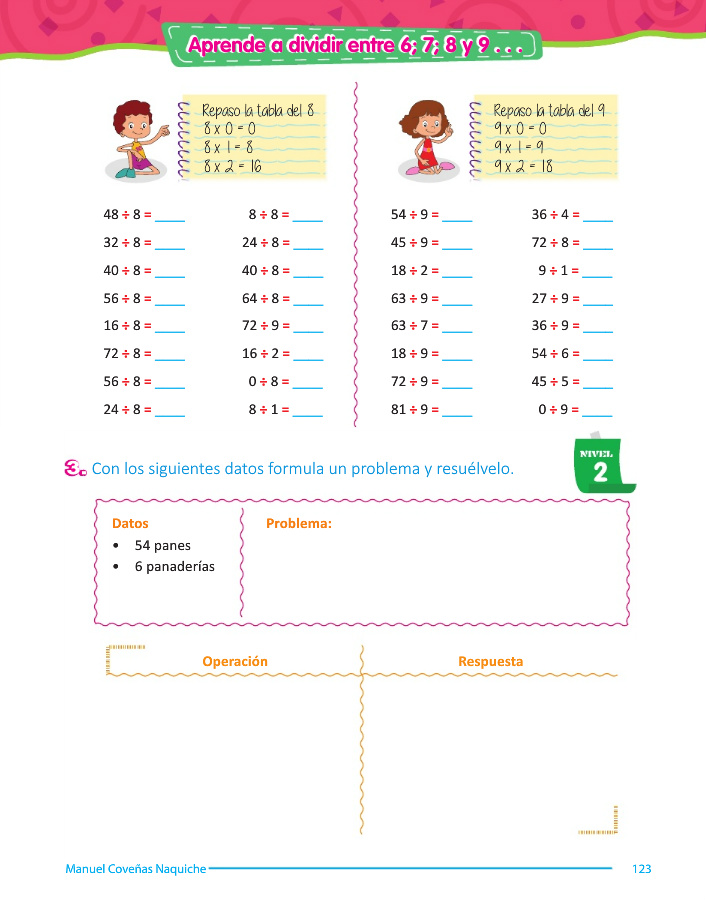 Aprende a dividir entre 6; 7; 8 y 9 . . .
Repaso la tabla del 8
8 x 0 = 0
8 x 1 = 8
8 x 2 = 16
48 ÷ 8 = ____ 8 ÷ 8 = ____
32 ÷ 8 = ____ 24 ÷ 8 = ____
40 ÷ 8 = ____ 40 ÷ 8 = ____
56 ÷ 8 = ____ 64 ÷ 8 = ____
16 ÷ 8 = ____ 72 ÷ 9 = ____
72 ÷ 8 = ____ 16 ÷ 2 = ____
56 ÷ 8 = ____ 0 ÷ 8 = ____
24 ÷ 8 = ____ 8 ÷ 1 = ____
Repaso la tabla del 9
9 x 0 = 0
9 x 1 = 9
9 x 2 = 18
54 ÷ 9 = ____ 36 ÷ 4 = ____
45 ÷ 9 = ____ 72 ÷ 8 = ____
18 ÷ 2 = ____ 9 ÷ 1 = ____
63 ÷ 9 = ____ 27 ÷ 9 = ____
63 ÷ 7 = ____ 36 ÷ 9 = ____
18 ÷ 9 = ____ 54 ÷ 6 = ____
72 ÷ 9 = ____ 45 ÷ 5 = ____
81 ÷ 9 = ____ 0 ÷ 9 = ____
3. Con los siguientes datos formula un problema y resuélvelo.
NIVEL
2
Datos
• 54 panes
• 6 panaderías
Problema:
Operación
Respuesta
Manuel Coveñas Naquiche
123